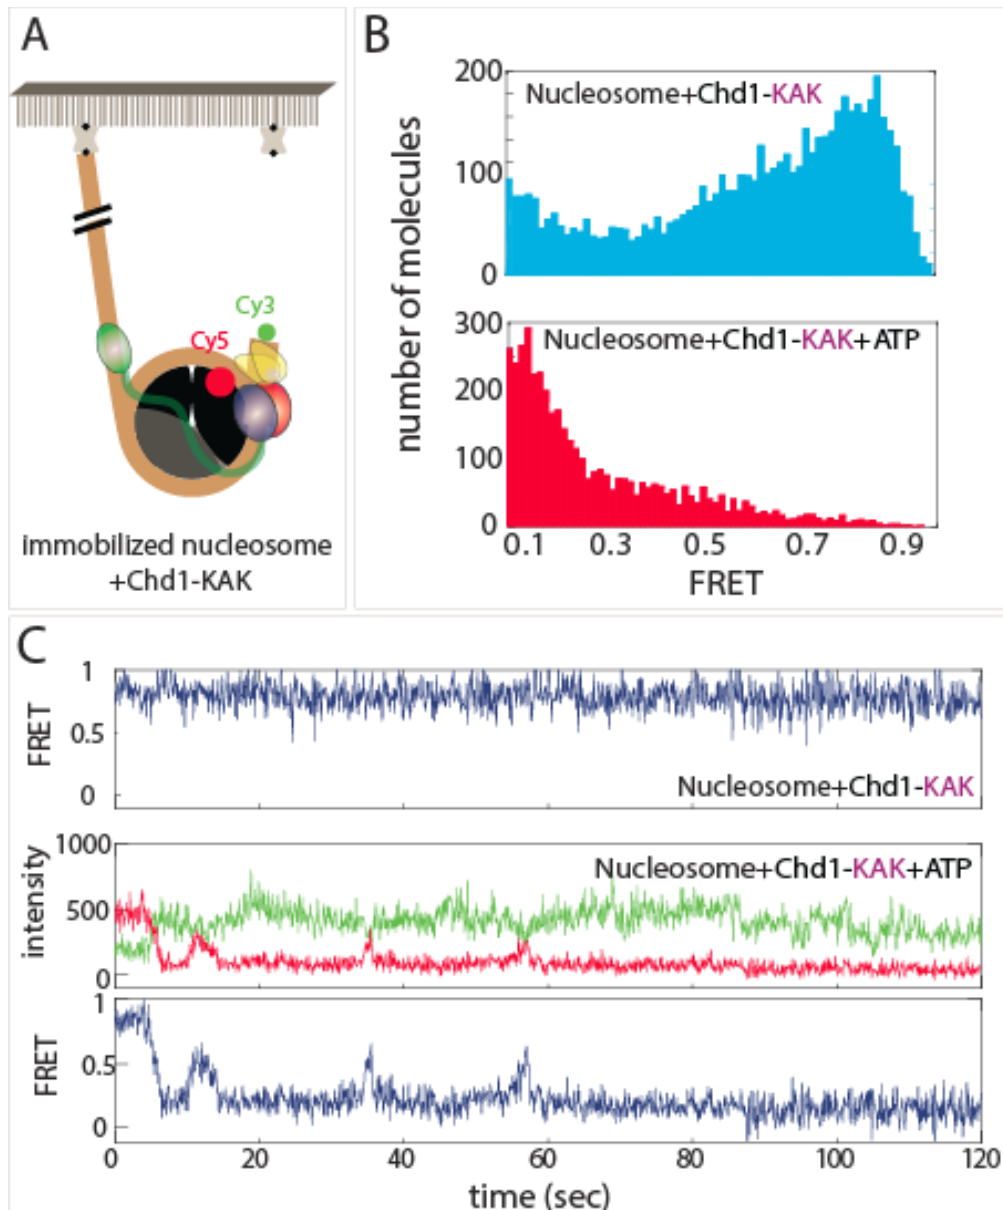 A
Cy3
Cy5
immobilized nucleosome
+Chd1-KAK
B
number of molecules
200
100
0
Nucleosome+Chd1-KAK
300
200
100
0
Nucleosome+Chd1-KAK+ATP
0.1 0.3 0.5 0.7 0.9
FRET
C
FRET
1
0.5
0
Nucleosome+Chd1-KAK
intensity
1000
500
0
Nucleosome+Chd1-KAK+ATP
FRET
1
0.5
0
0 20 40 60 80 100 120
time (sec)